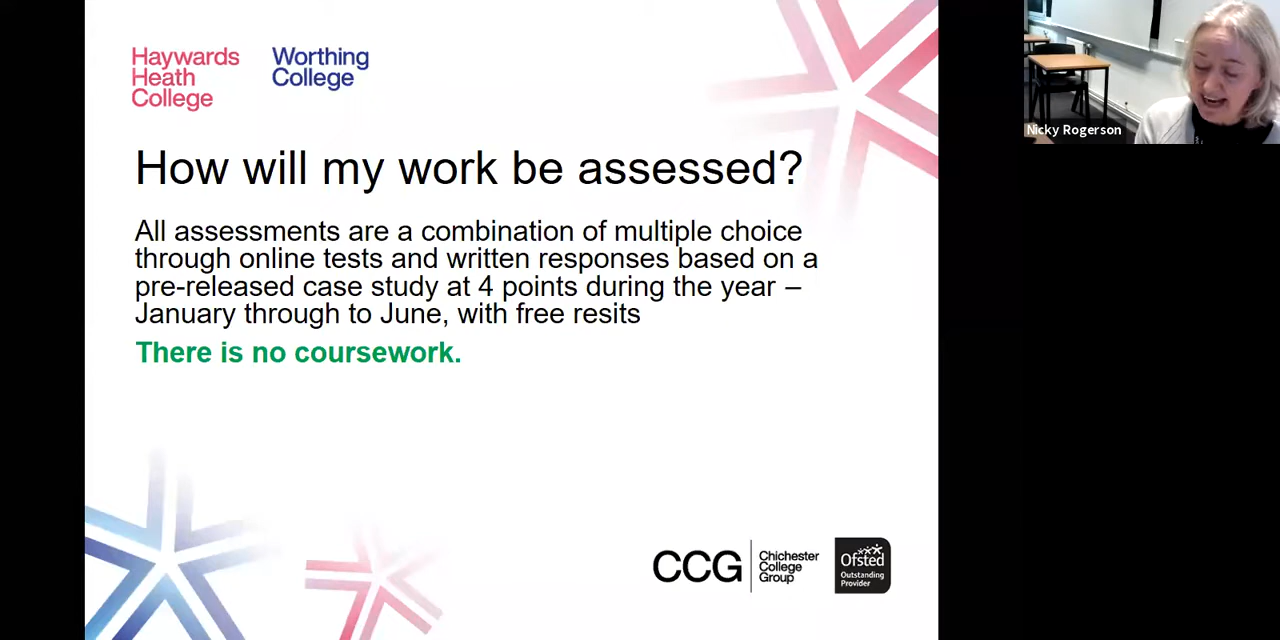 Haywards
Heath
College
Worthing
College
Nicky Rogerson
How will my work be assessed?
All assessments are a combination of multiple choice
through online tests and written responses based on a
pre-released case study at 4 points during the year –
January through to June, with free resits
There is no coursework.
CCG
Chichester
College
Group
Ofsted
Outstanding
Provider